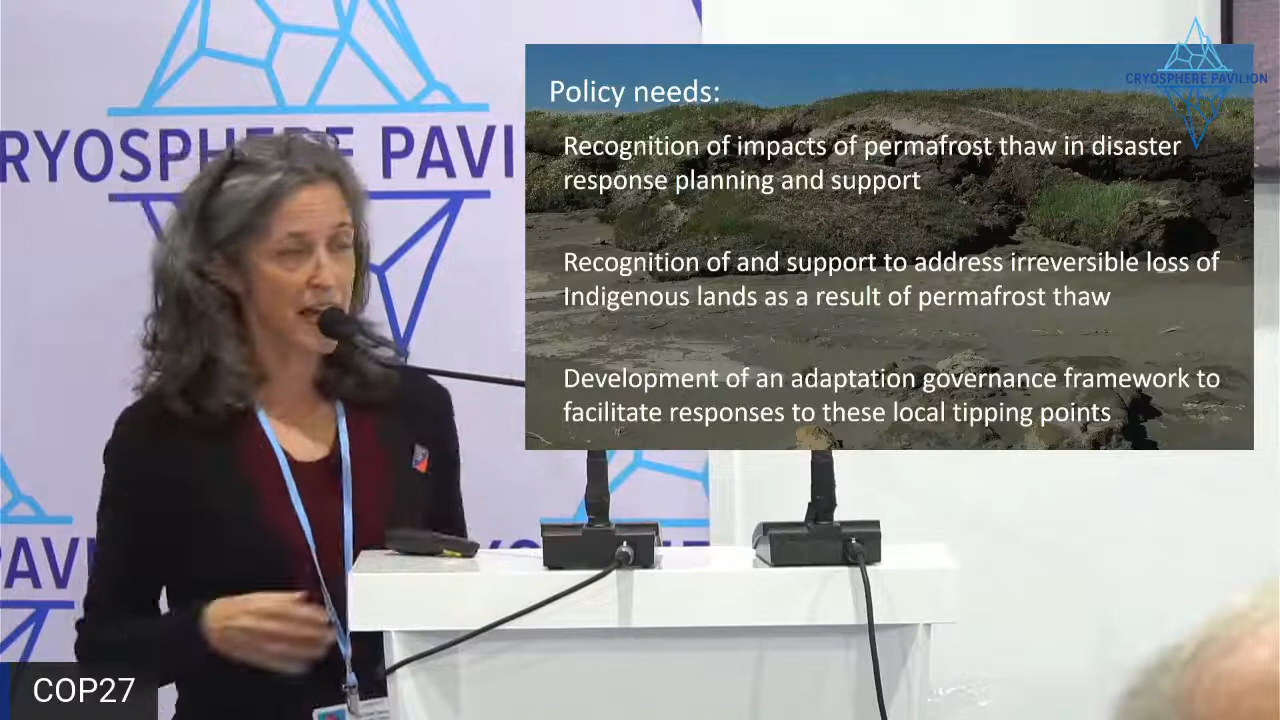 RYOSPHERE PAVI
PAVI
COP27
Policy needs:
CRYOSPHERE PAVILION
Recognition of impacts of permafrost thaw in disaster
response planning and support
Recognition of and support to address irreversible loss of
Indigenous lands as a result of permafrost thaw
Development of an adaptation governance framework to
facilitate responses to these local tipping points